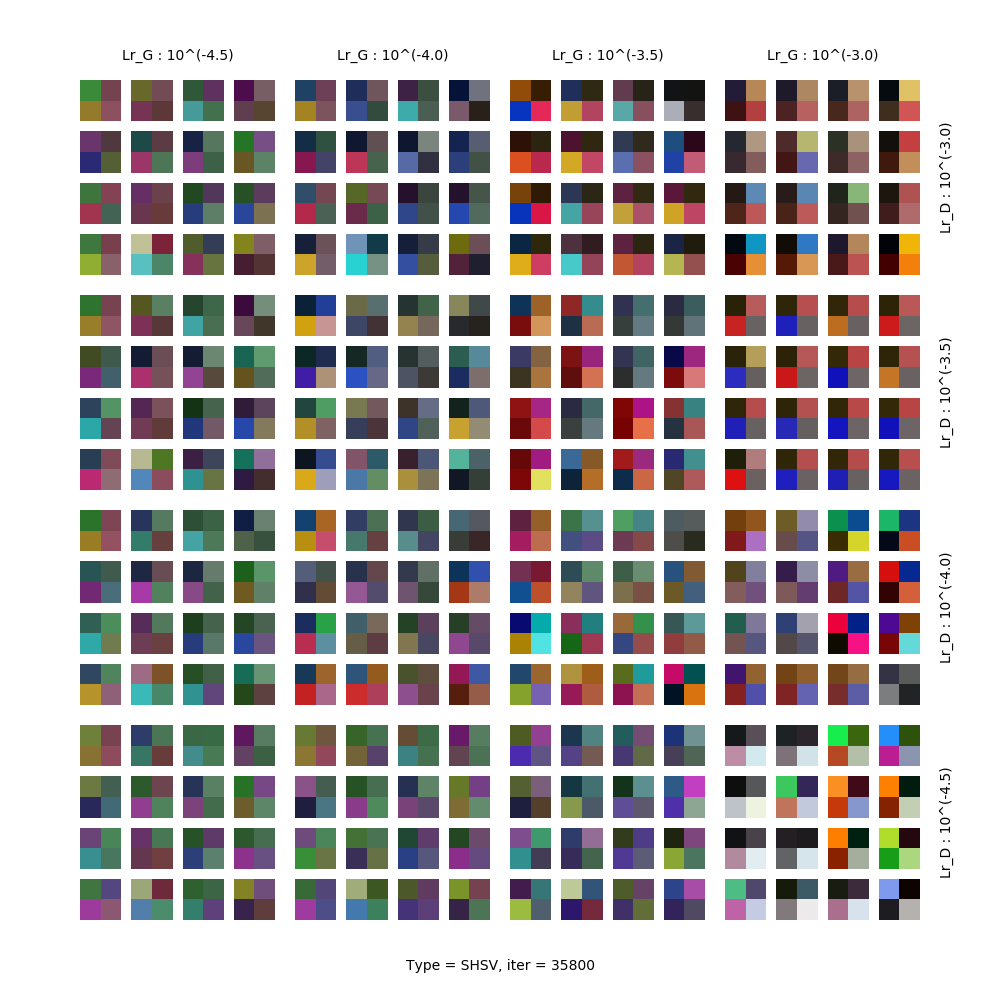 Lr_G : 10^(-4.5)
Lr_G : 10^(-4.0)
Lr_G : 10^(-3.5)
Lr_G : 10^(-3.0)
Lr_D : 10^(-3.0)
Lr_D : 10^(-3.5)
Lr_D : 10^(-4.0)
Lr_D : 10^(-4.5)
Type = SHSV, iter = 35800